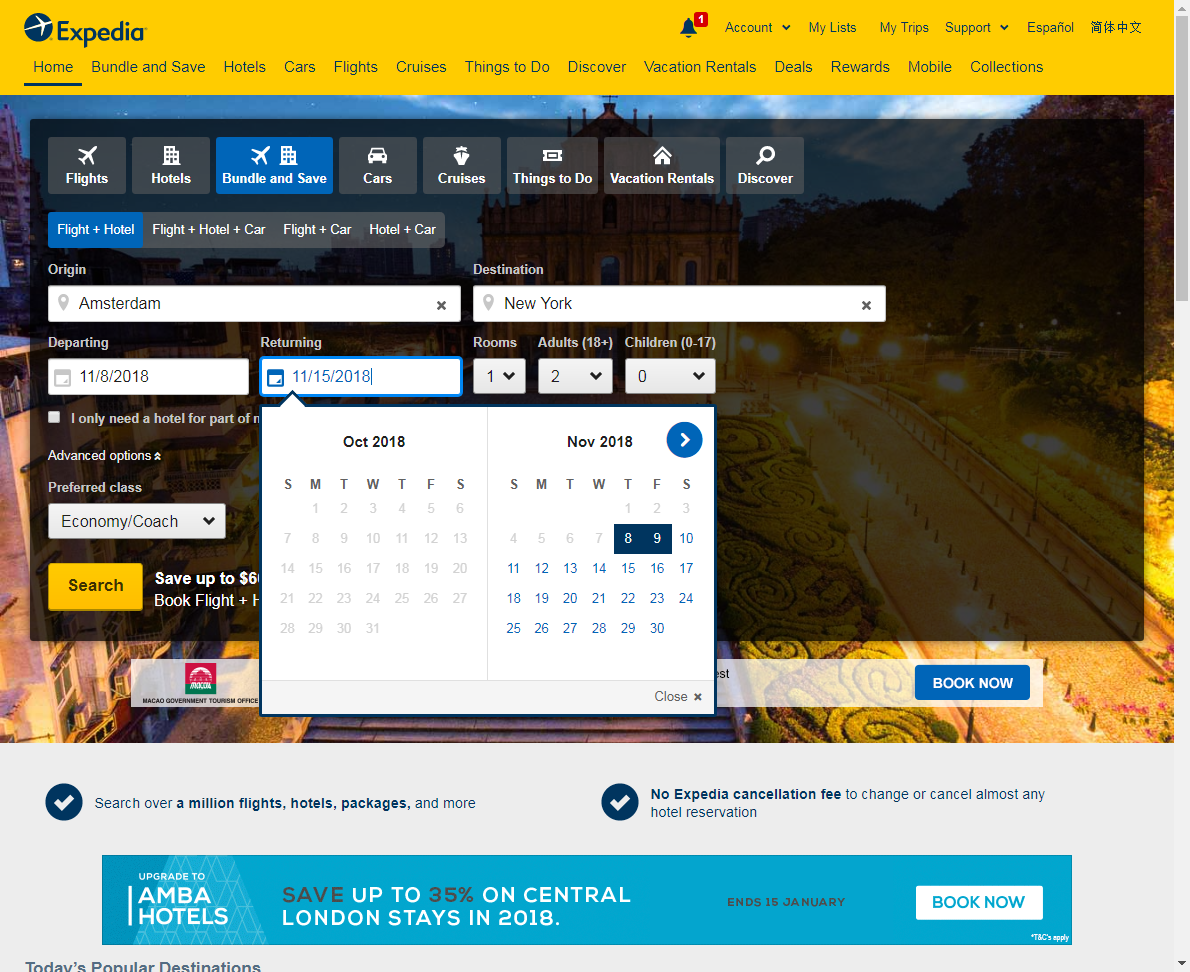 Expedia
1
Account
My Lists
My Trips
Support
Español
简体中文
Home
Bundle and Save
Hotels
Cars
Flights
Cruises
Things to Do
Discover
Vacation Rentals
Deals
Rewards
Mobile
Collections
Flights
Hotels
Bundle and Save
Cars
Cruises
Things to Do
Vacation Rentals
Discover
Flight + Hotel
Flight + Hotel + Car
Flight + Car
Hotel + Car
Origin
Destination
Amsterdam
New York
Departing
Returning
Rooms
Adults (18+)
Children (0-17)
11/8/2018
11/15/2018
1
2
0
I only need a hotel for part of
Advanced options
Preferred class
Economy/Coach
Search
Save up to $60
Book Flight + H
Oct 2018
S M T W T F S
1 2 3 4 5 6
7 8 9 10 11 12 13
14 15 16 17 18 19 20
21 22 23 24 25 26 27
28 29 30 31
Nov 2018
S M T W T F S
1 2 3
4 5 6 7 8 9 10
11 12 13 14 15 16 17
18 19 20 21 22 23 24
25 26 27 28 29 30
Close
MACAO
MACAO GOVERNMENT TOURISM OFFICE
est
BOOK NOW
Search over a million flights, hotels, packages, and more
No Expedia cancellation fee to change or cancel almost any
hotel reservation
UPGRADE TO
AMBA
HOTELS
SAVE UP TO 35% ON CENTRAL
LONDON STAYS IN 2018.
ENDS 15 JANUARY
BOOK NOW
*T&C's apply
Today's Popular Destinations